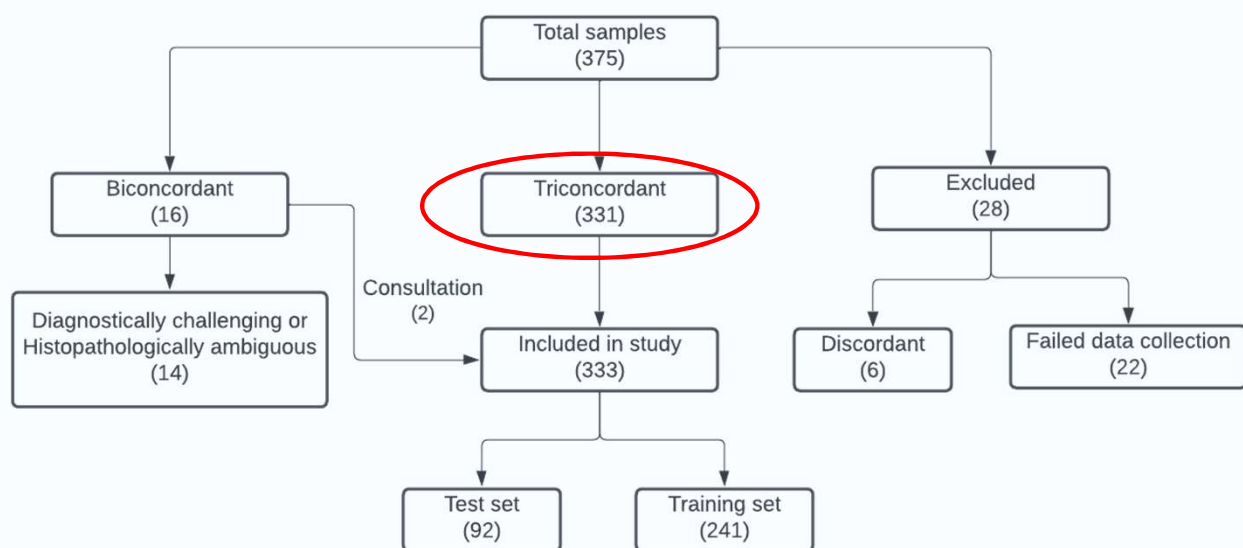 Total samples
(375)
Biconcordant
(16)
Triconcordant
(331)
Excluded
(28)
Consultation
(2)
Diagnostically challenging or
Histopathologically ambiguous
(14)
Included in study
(333)
Discordant
(6)
Failed data collection
(22)
Test set
(92)
Training set
(241)